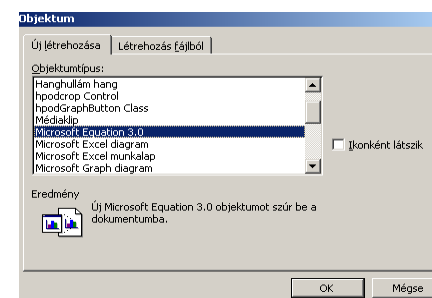 Objektum
Új létrehozása
Létrehozás fájlból
Objektumtípus:
Hanghullám hang
hpodcrop Control
hpodGraphButton Class
Médiaklip
Microsoft Equation 3.0
Microsoft Excel diagram
Microsoft Excel munkalap
Microsoft Graph diagram
Ikonként látszik
Eredmény
Új Microsoft Equation 3.0 objektumot szúr be a
dokumentumba.
OK
Mégse